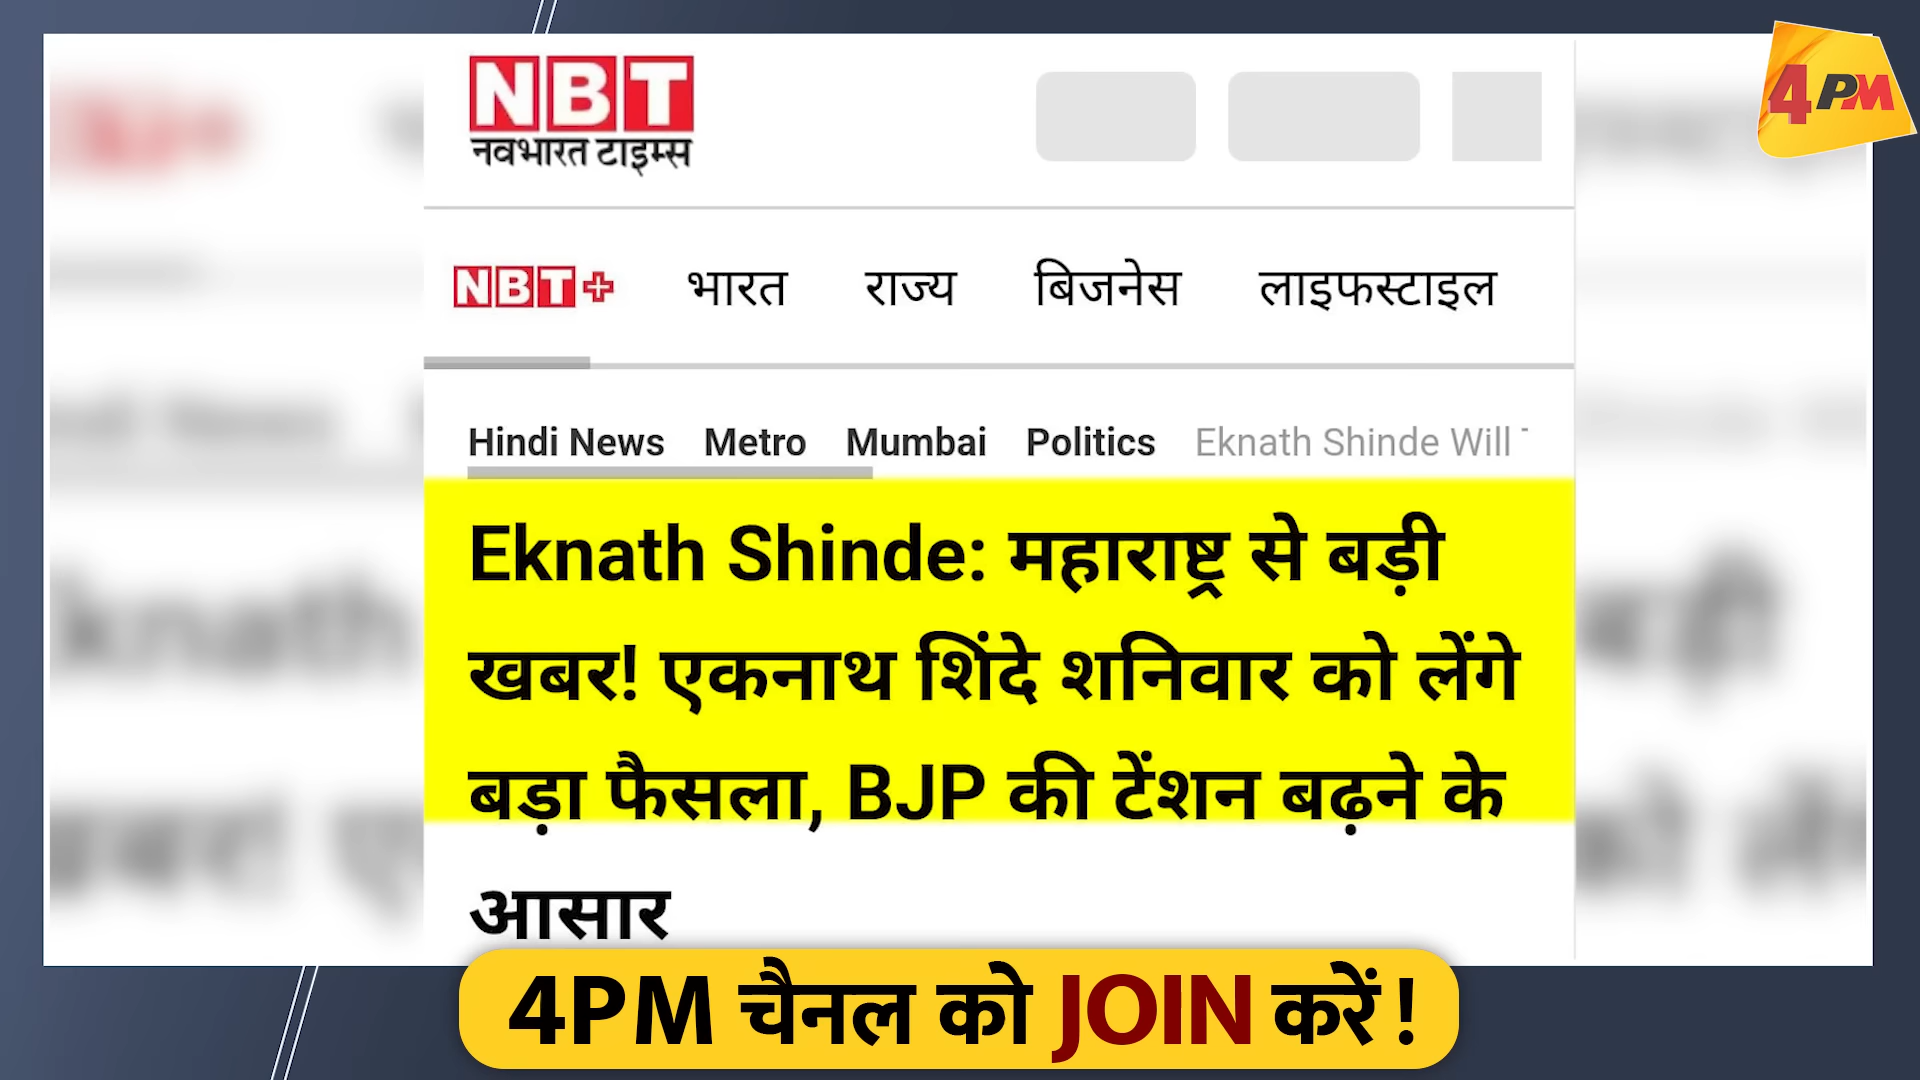 NBT
नवभारत टाइम्स
4PM
NBT+ भारत राज्य बिजनेस लाइफस्टाइल
Hindi News Metro Mumbai Politics Eknath Shinde Will
Eknath Shinde: महाराष्ट्र से बड़ी
खबर! एकनाथ शिंदे शनिवार को लेंगे
बड़ा फैसला, BJP की टेंशन बढ़ने के
आसार
4PM चैनल को JOIN करें!